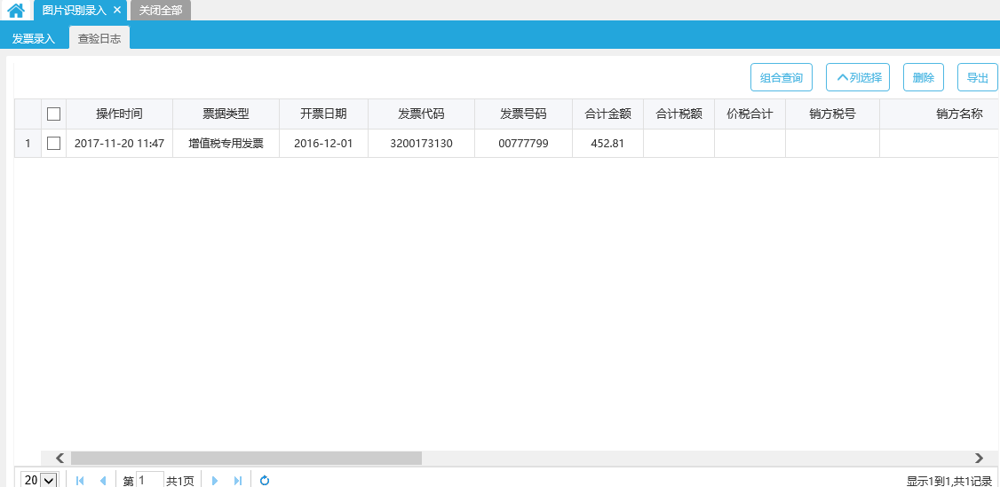 图片识别录入 × 关闭全部
发票录入 查验日志
组合查询 列选择 删除 导出
操作时间 票据类型 开票日期 发票代码 发票号码 合计金额 合计税额 价税合计 销方税号 销方名称
1 2017-11-20 11:47 增值税专用发票 2016-12-01 3200173130 00777799 452.81
20 第 1 共1页 显示1到1,共1记录